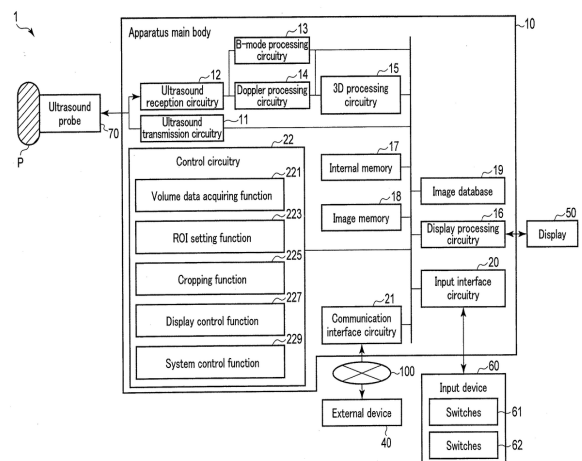 1
10
Apparatus main body
13
B-mode processing
circuitry
12
Ultrasound
reception circuitry
14
Doppler processing
circuitry
15
3D processing
circuitry
Ultrasound
probe
70
P
Ultrasound
transmission circuitry
11
22
Control circuitry
221
Volume data acquiring function
223
ROI setting function
225
Cropping function
227
Display control function
229
System control function
17
Internal memory
18
Image memory
19
Image database
16
Display processing
circuitry
50
Display
20
Input interface
circuitry
21
Communication
interface circuitry
100
External device
40
60
Input device
Switches
61
Switches
62